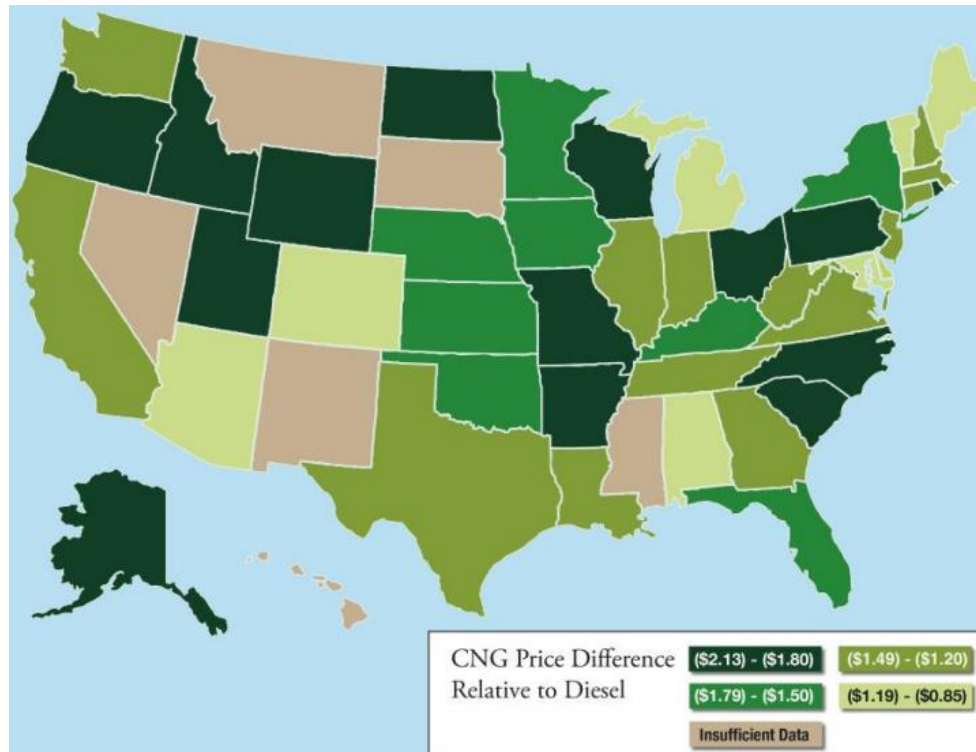 CNG Price Difference
Relative to Diesel
($2.13) - ($1.80)
($1.49) - ($1.20)
($1.79) - ($1.50)
($1.19) - ($0.85)
Insufficient Data